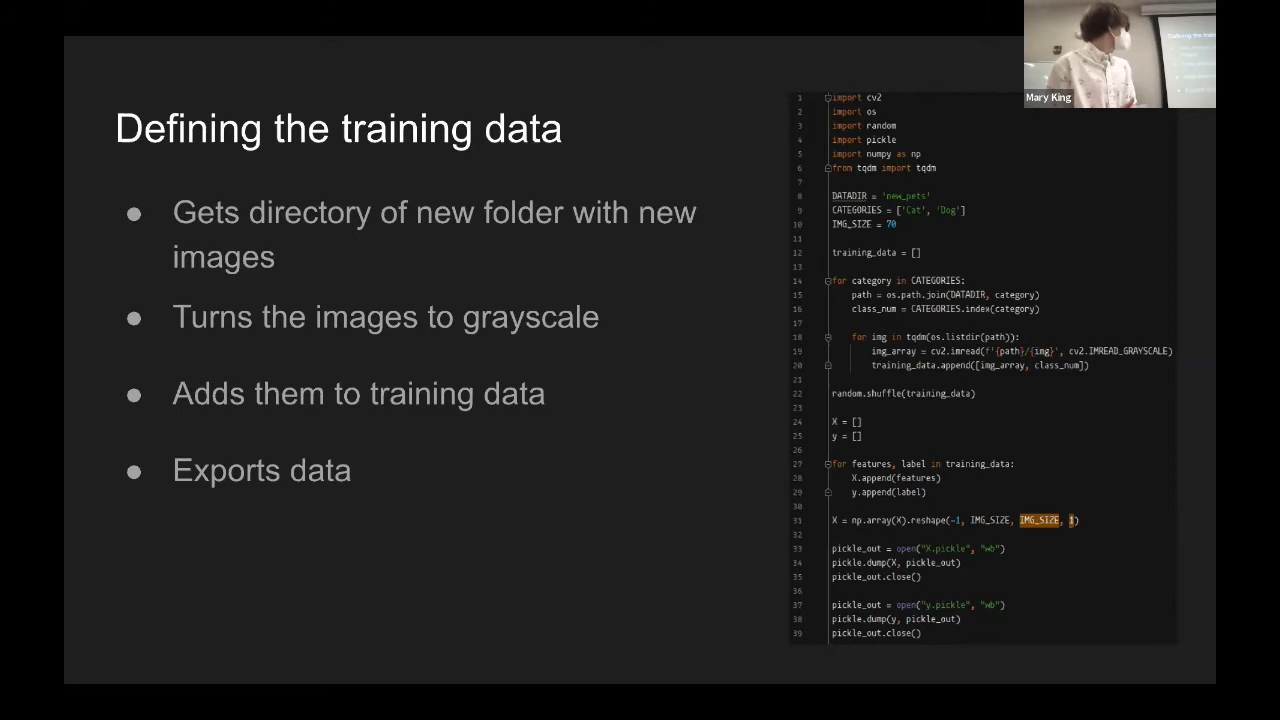 Defining the training data
● Gets directory of new folder with new
images
● Turns the images to grayscale
● Adds them to training data
● Exports data
1 import cv2
2 import os
3 import random
4 import pickle
5 import numpy as np
6 from tqdm import tqdm
7
8 DATADIR = 'new_pets'
9 CATEGORIES = ['Cat', 'Dog']
10 IMG_SIZE = 70
11
12 training_data = []
13
14 for category in CATEGORIES:
15 path = os.path.join(DATADIR, category)
16 class_num = CATEGORIES.index(category)
17
18 for img in tqdm(os.listdir(path)):
19 img_array = cv2.imread(f'{path}/{img}', cv2.IMREAD_GRAYSCALE)
20 training_data.append([img_array, class_num])
21
22 random.shuffle(training_data)
23
24 X = []
25 y = []
26
27 for features, label in training_data:
28 X.append(features)
29 y.append(label)
30
31 X = np.array(X).reshape(-1, IMG_SIZE, IMG_SIZE, 1)
32
33 pickle_out = open("X.pickle", "wb")
34 pickle.dump(X, pickle_out)
35 pickle_out.close()
36
37 pickle_out = open("y.pickle", "wb")
38 pickle.dump(y, pickle_out)
39 pickle_out.close()
Mary King
Defining the train